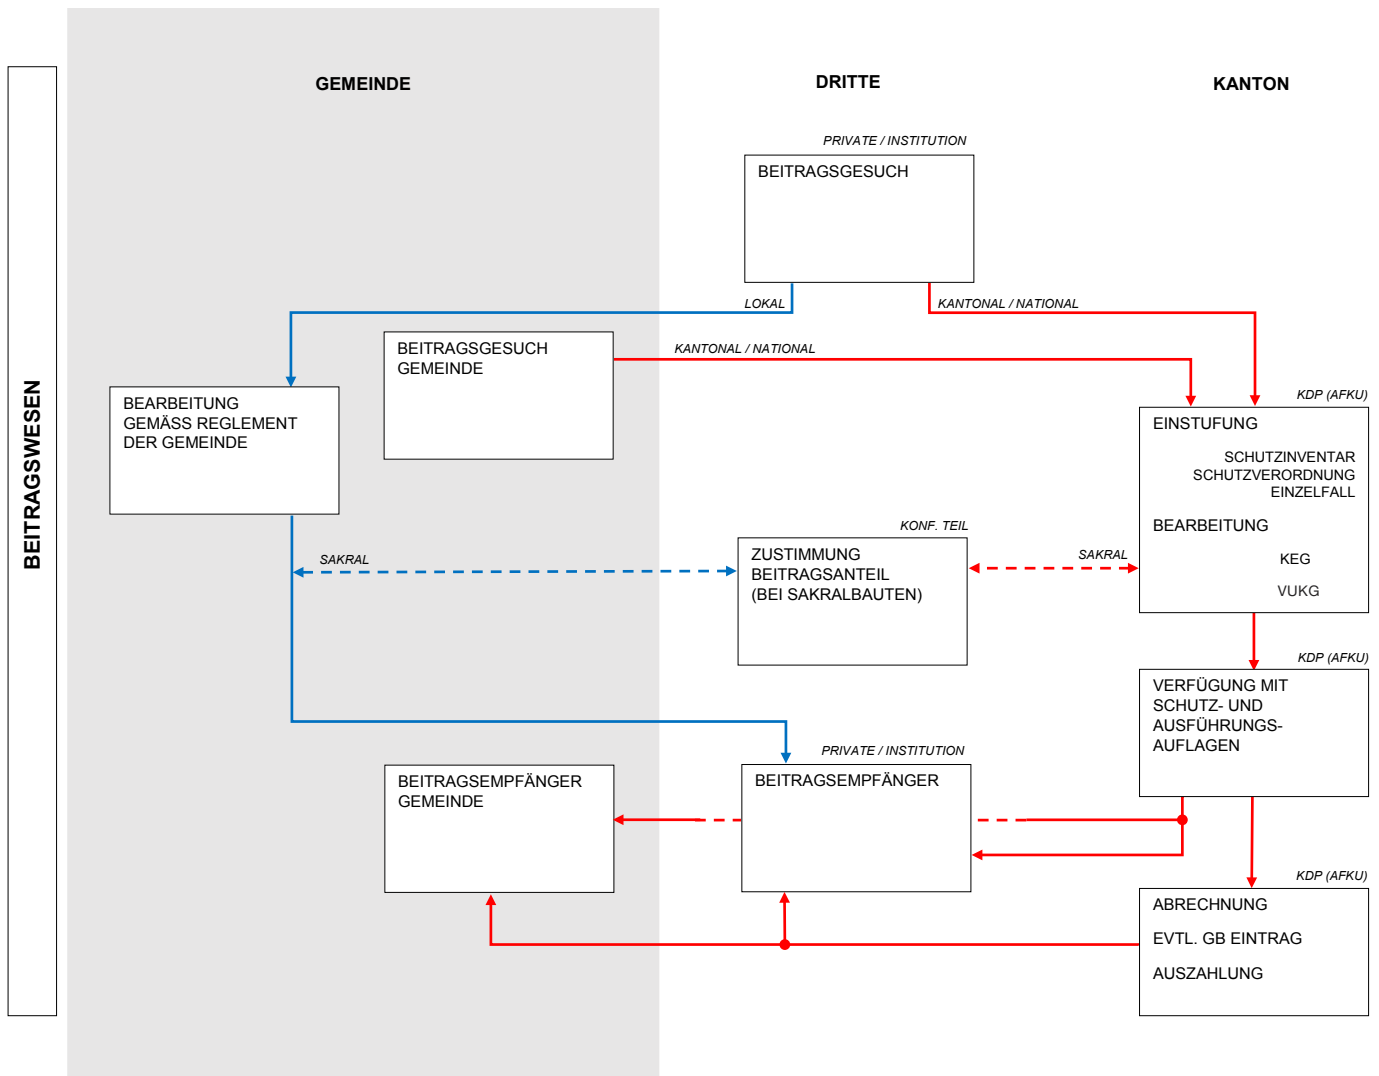 BEITRAGSWESEN
GEMEINDE
DRITTE
KANTON
PRIVATE / INSTITUTION
BEITRAGSGESUCH
LOKAL
KANTONAL / NATIONAL
BEITRAGSGESUCH
GEMEINDE
KANTONAL / NATIONAL
BEARBEITUNG
GEMÄSS REGLEMENT
DER GEMEINDE
KDP (AFKU)
EINSTUFUNG
SCHUTZINVENTAR
SCHUTZVERORDNUNG
EINZELFALL
BEARBEITUNG
KEG
VUKG
SAKRAL
KONF. TEIL
ZUSTIMMUNG
BEITRAGSANTEIL
(BEI SAKRALBAUTEN)
SAKRAL
KDP (AFKU)
VERFÜGUNG MIT
SCHUTZ- UND
AUSFÜHRUNGS-
AUFLAGEN
PRIVATE / INSTITUTION
BEITRAGSEMPFÄNGER
GEMEINDE
BEITRAGSEMPFÄNGER
KDP (AFKU)
ABRECHNUNG
EVTL. GB EINTRAG
AUSZAHLUNG